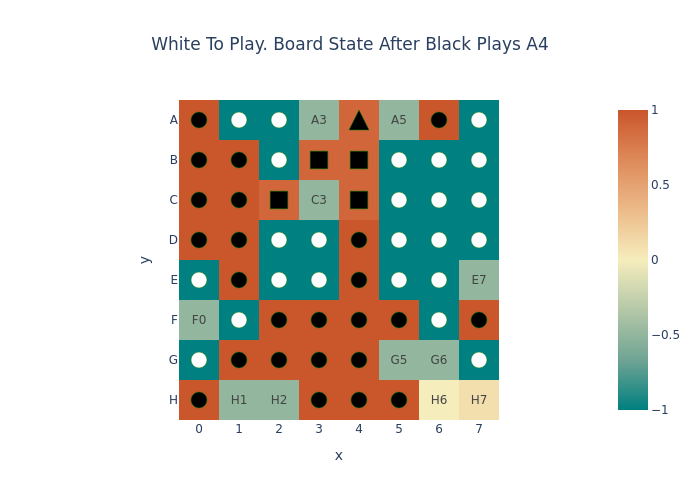 White To Play. Board State After Black Plays A4
A A3 A5
B
C C3
D
E E7
F F0
G G5 G6
H H1 H2 H6 H7
0 1 2 3 4 5 6 7
x
y
1
0.5
0
−0.5
−1